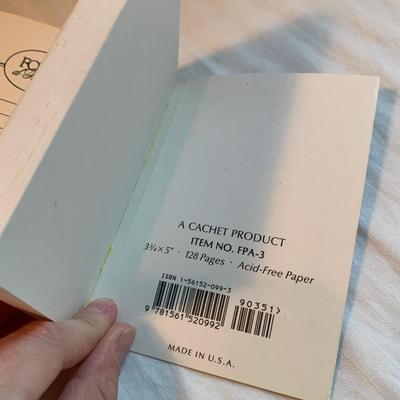 A CACHET PRODUCT
ITEM NO. FPA-3
3¾ x 5" · 128 Pages · Acid-Free Paper
ISBN 1-56152-099-3
90351>
9 781561 520992
MADE IN U.S.A.